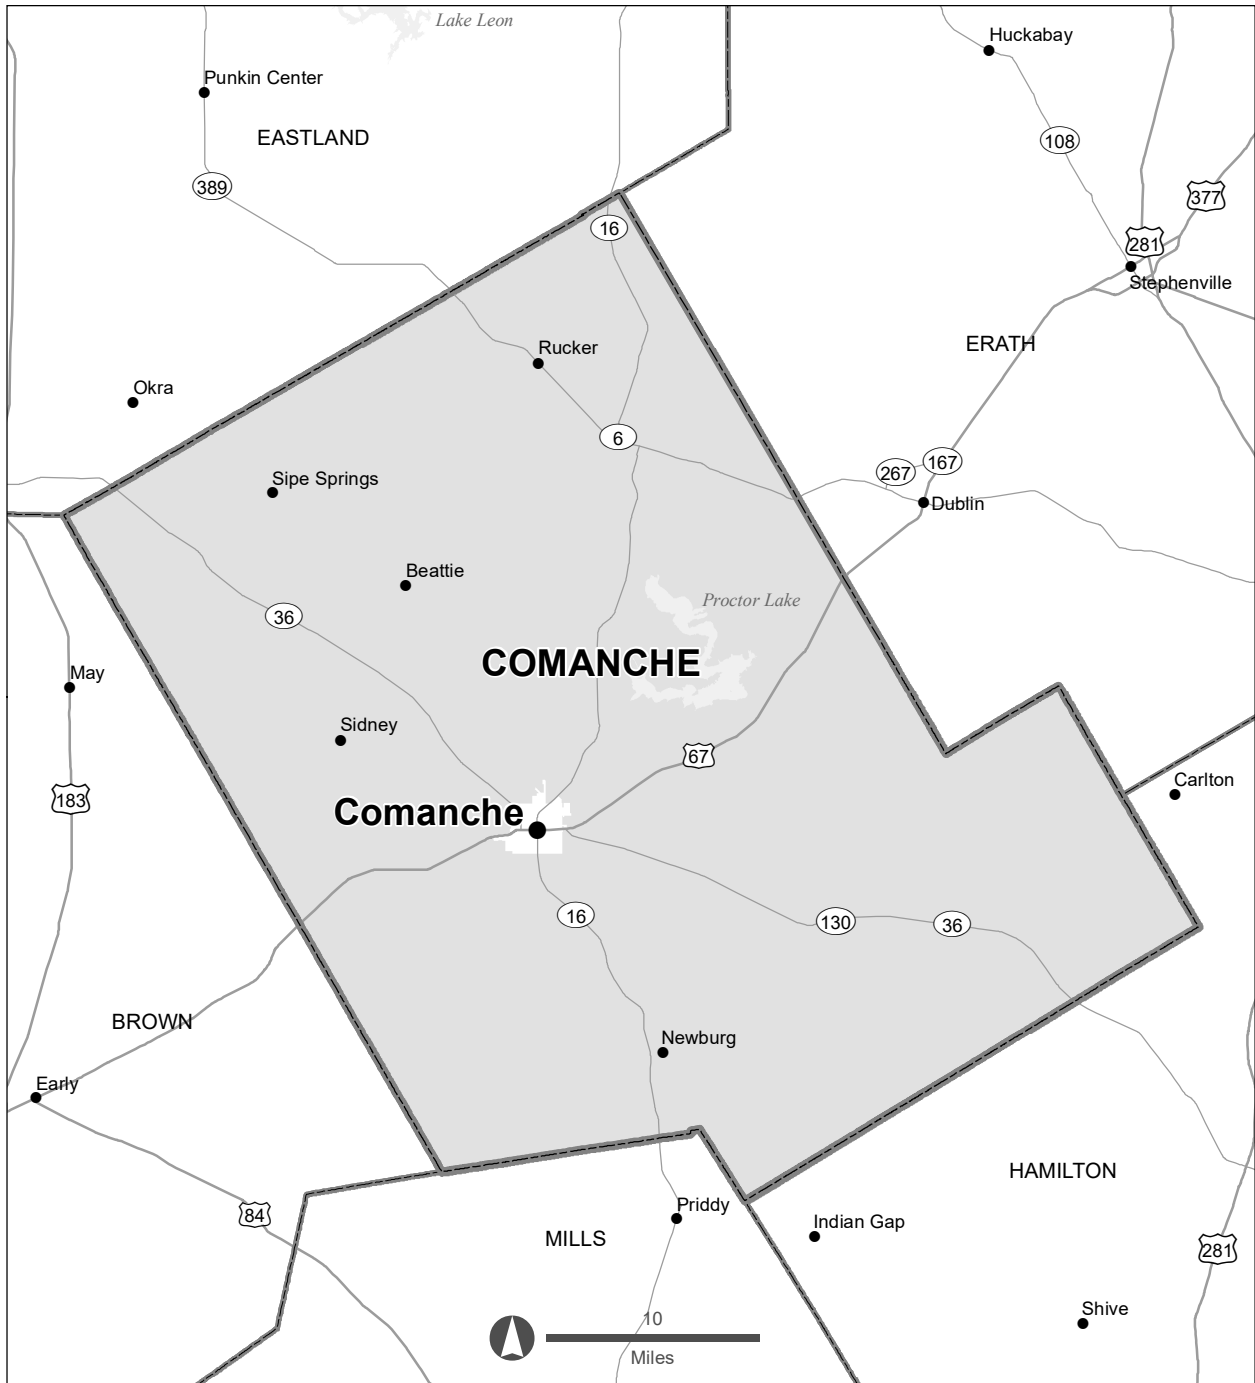 Lake Leon
Huckabay
Punkin Center
EASTLAND
108
389
377
16
281
Stephenville
Rucker
ERATH
Okra
6
267
167
Sipe Springs
Dublin
Beattie
Proctor Lake
36
COMANCHE
May
Sidney
67
Carlton
183
Comanche
16
130
36
BROWN
Newburg
Early
HAMILTON
84
Priddy
Indian Gap
MILLS
281
Shive
10
Miles